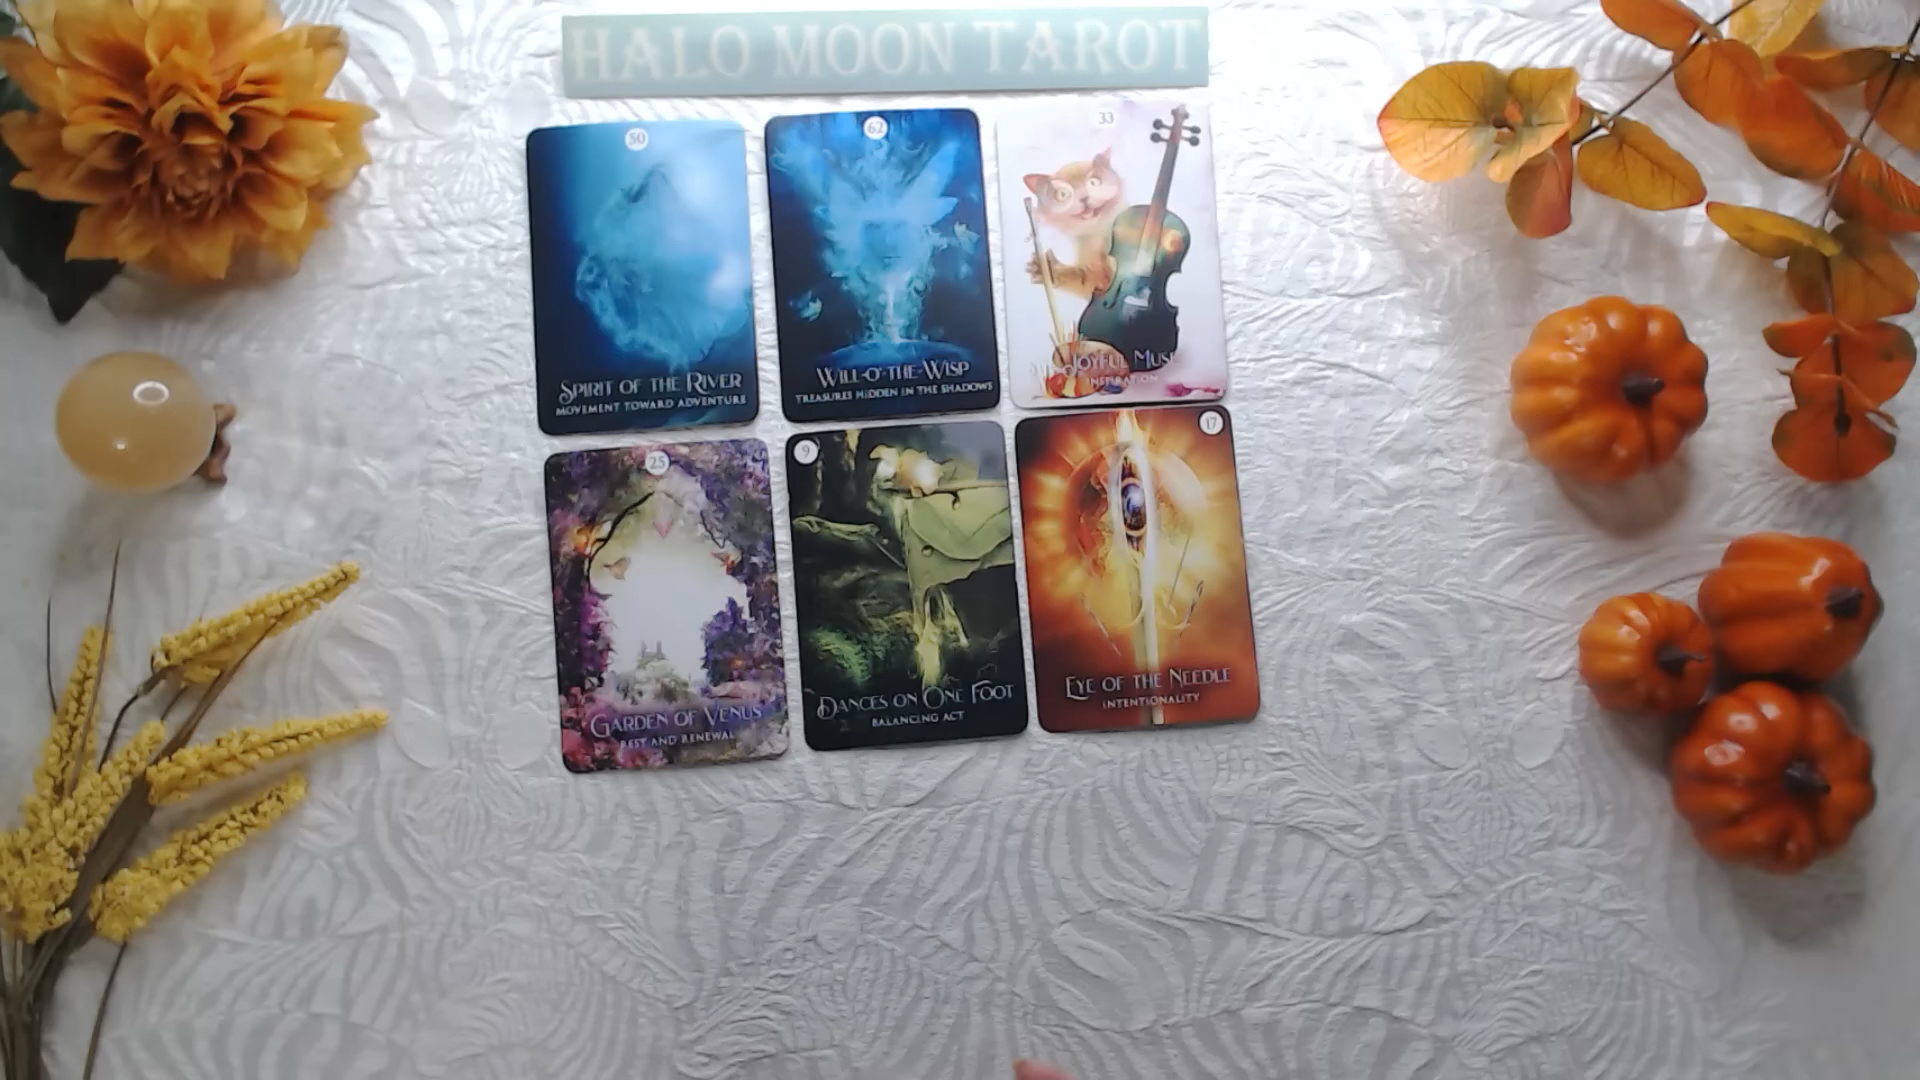 HALO MOON TAROT
50
SPIRIT OF THE RIVER
MOVEMENT TOWARD ADVENTURE
62
WILL-O'-THE-WISP
TREASURES HIDDEN IN THE SHADOWS
33
JOYFUL MUSE
INSPIRATION
25
GARDEN OF VENUS
REST AND RENEWAL
9
DANCES ON ONE FOOT
BALANCING ACT
17
EYE OF THE NEEDLE
INTENTIONALITY